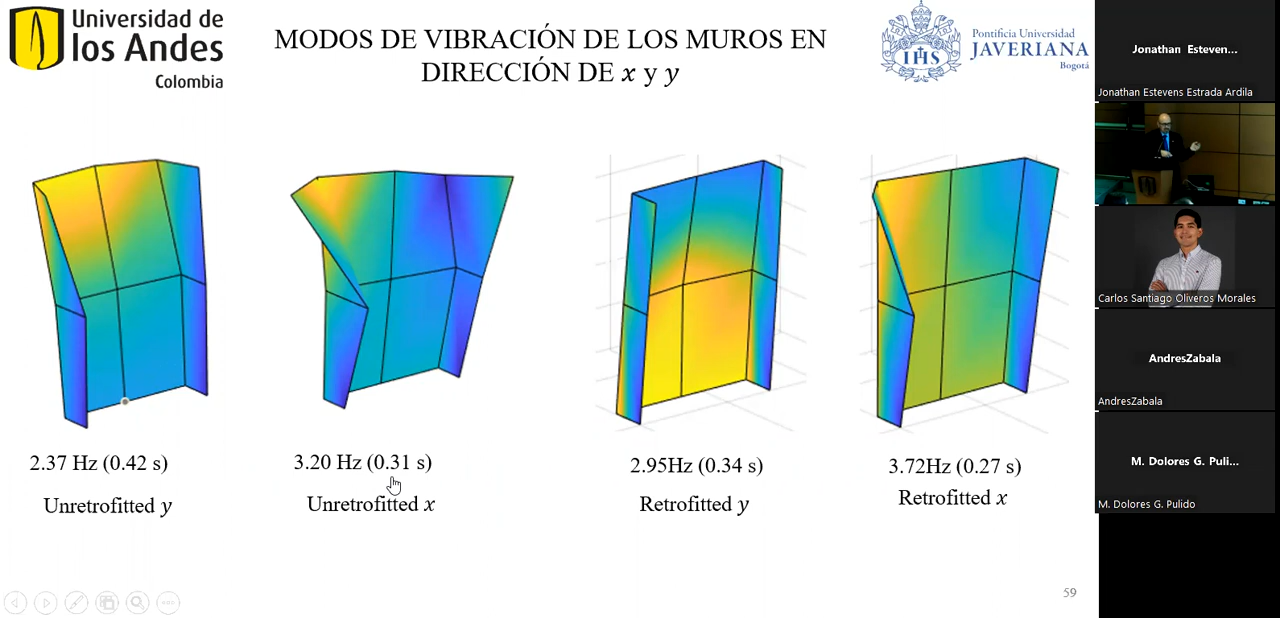 Universidad de
los Andes
Colombia
MODOS DE VIBRACIÓN DE LOS MUROS EN
DIRECCIÓN DE x y y
Pontificia Universidad
JAVERIANA
Bogotá
IHS
2.37 Hz (0.42 s)
Unretrofitted y
3.20 Hz (0.31 s)
Unretrofitted x
2.95Hz (0.34 s)
Retrofitted y
3.72Hz (0.27 s)
Retrofitted x
59
Jonathan Esteven...
Jonathan Estevens Estrada Ardila
Carlos Santiago Oliveros Morales
AndresZabala
AndresZabala
M. Dolores G. Puli...
M. Dolores G. Pulido